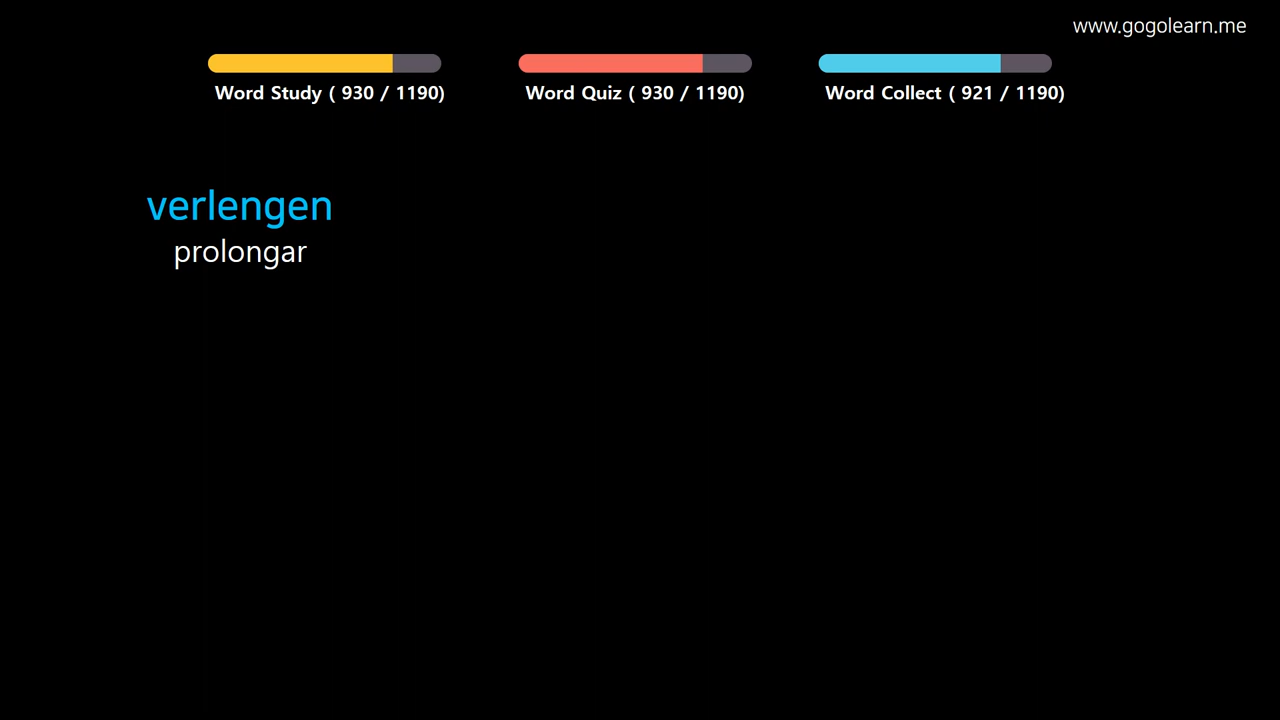 www.gogolearn.me
Word Study ( 930 / 1190)
Word Quiz ( 930 / 1190)
Word Collect ( 921 / 1190)
verlengen
prolongar